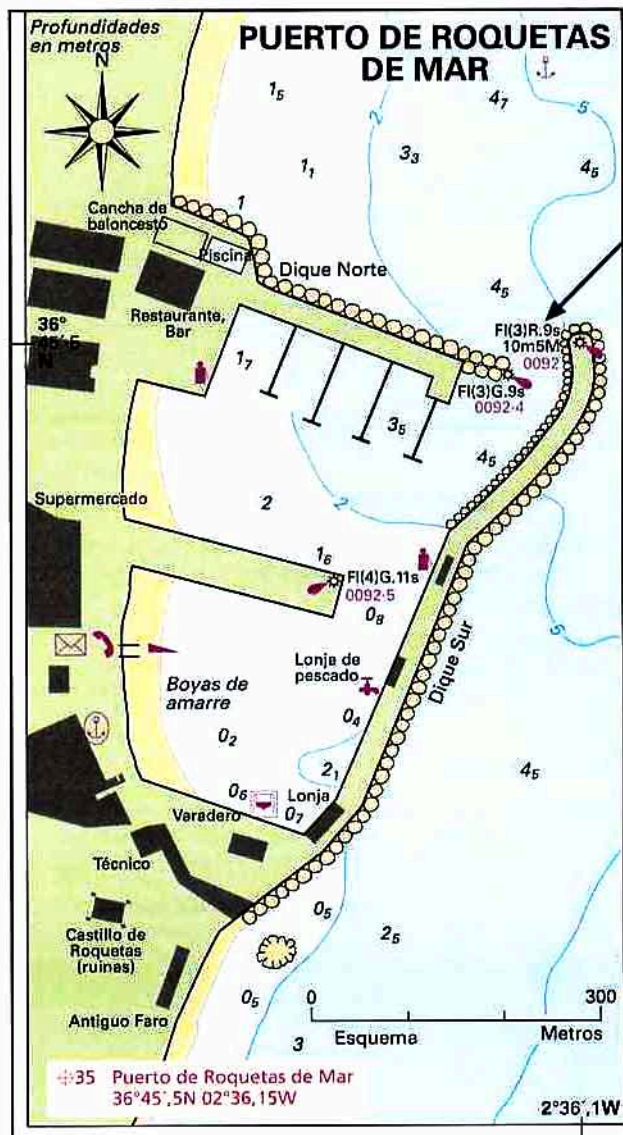 Profundidades
en metros
PUERTO DE ROQUETAS
DE MAR
N
1₅
4₇
2
5
1₁
3₃
4₅
1
Cancha de
baloncesto
Piscina
Dique Norte
4₅
Restaurante,
Bar
36°
45´,5
N
Fl(3)R.9s
10m5M
0092
1₇
Fl(3)G.9s
0092·4
3₅
4₅
Supermercado
2
2
1₆
Fl(4)G.11s
0092·5
0₈
5
Dique Sur
Lonja de
pescado
Boyas de
amarre
0₄
0₂
2₁
4₅
0₆
0₇
Lonja
Varadero
Técnico
0₅
2₅
Castillo de
Roquetas
(ruinas)
0₅
0
300
Antiguo Faro
Esquema
Metros
3
35 Puerto de Roquetas de Mar
36°45´,5N 02°36,15W
2°36´,1W